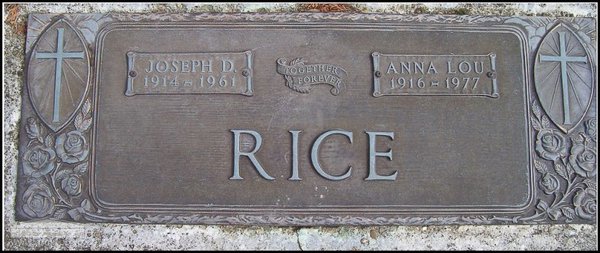 JOSEPH D.
1914 – 1961
TOGETHER
FOREVER
ANNA LOU
1916 – 1977
RICE